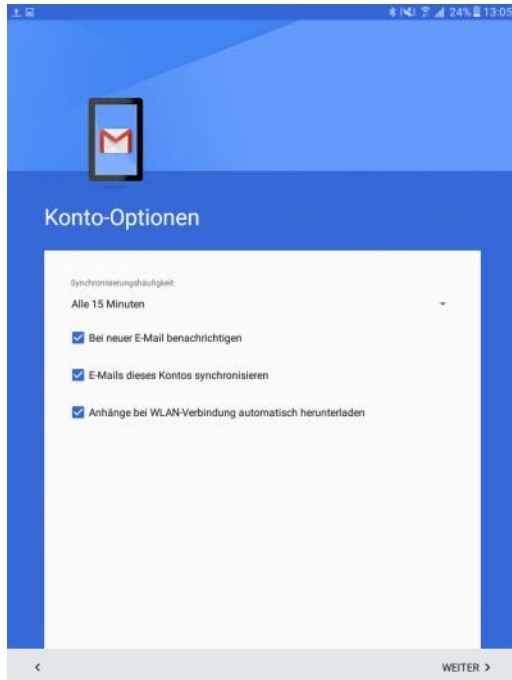 24% 13:05
Konto-Optionen
Synchronisierungshäufigkeit:
Alle 15 Minuten
Bei neuer E-Mail benachrichtigen
E-Mails dieses Kontos synchronisieren
Anhänge bei WLAN-Verbindung automatisch herunterladen
WEITER